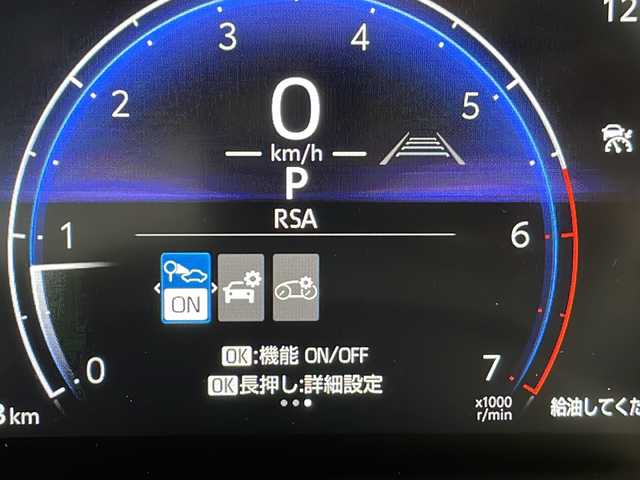 12
3 4
2 5
0
km/h
P
RSA
1 6
ON
OK:機能 ON/OFF
OK長押し:詳細設定
0 7
x1000
r/min
km
給油してくだ